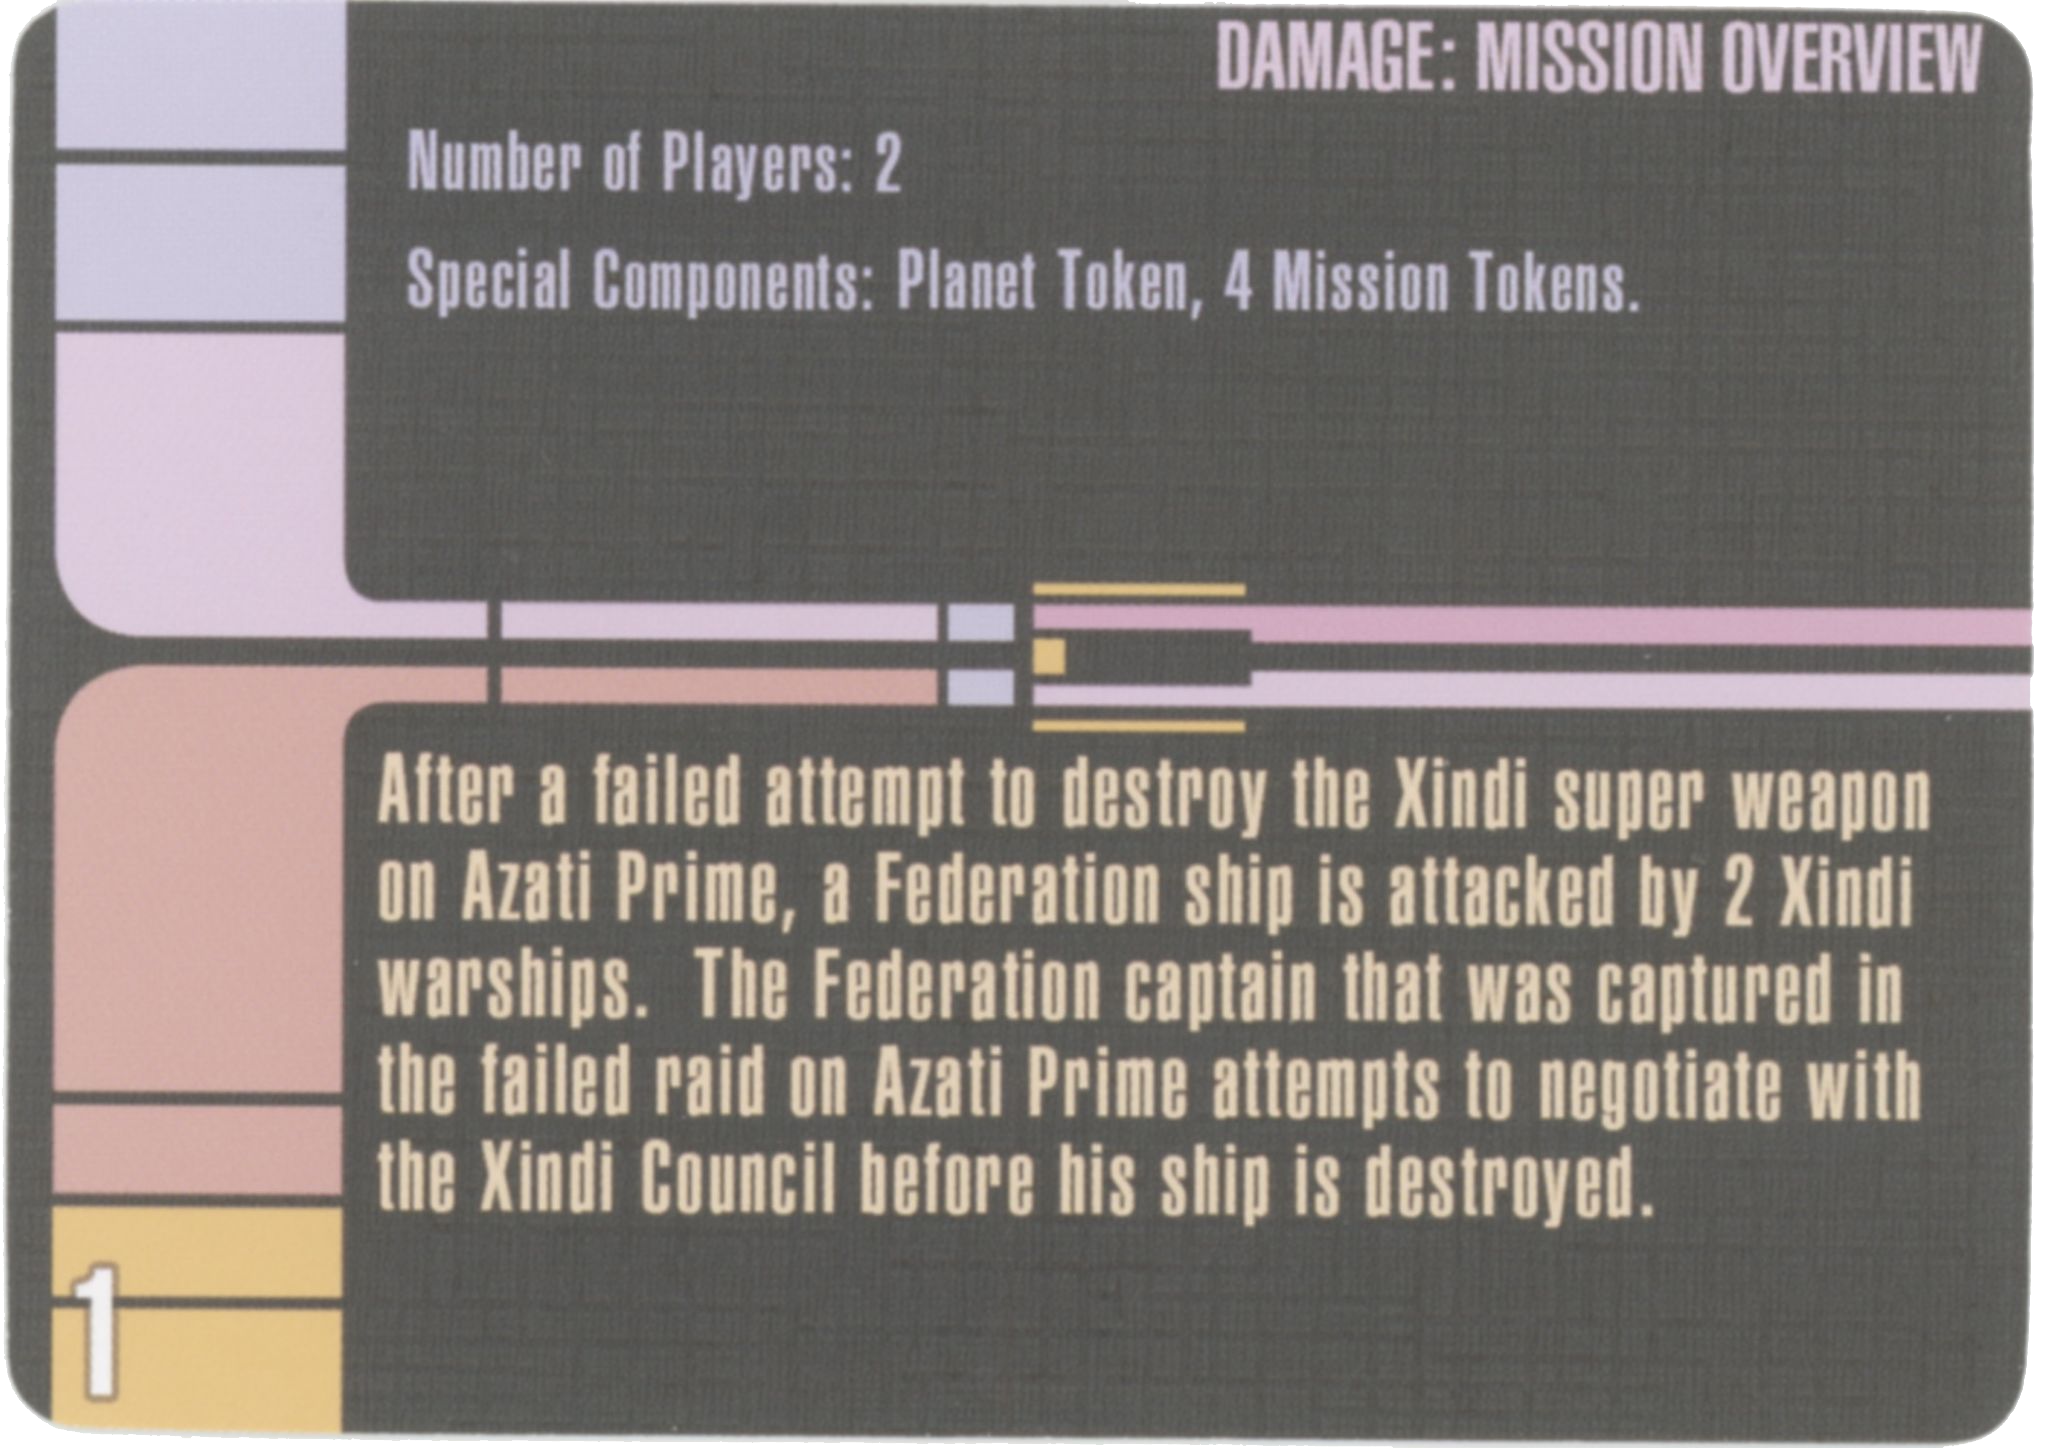 DAMAGE: MISSION OVERVIEW
Number of Players: 2
Special Components: Planet Token, 4 Mission Tokens.
After a failed attempt to destroy the Xindi super weapon
on Azati Prime, a Federation ship is attacked by 2 Xindi
warships.  The Federation captain that was captured in
the failed raid on Azati Prime attempts to negotiate with
the Xindi Council before his ship is destroyed.
1